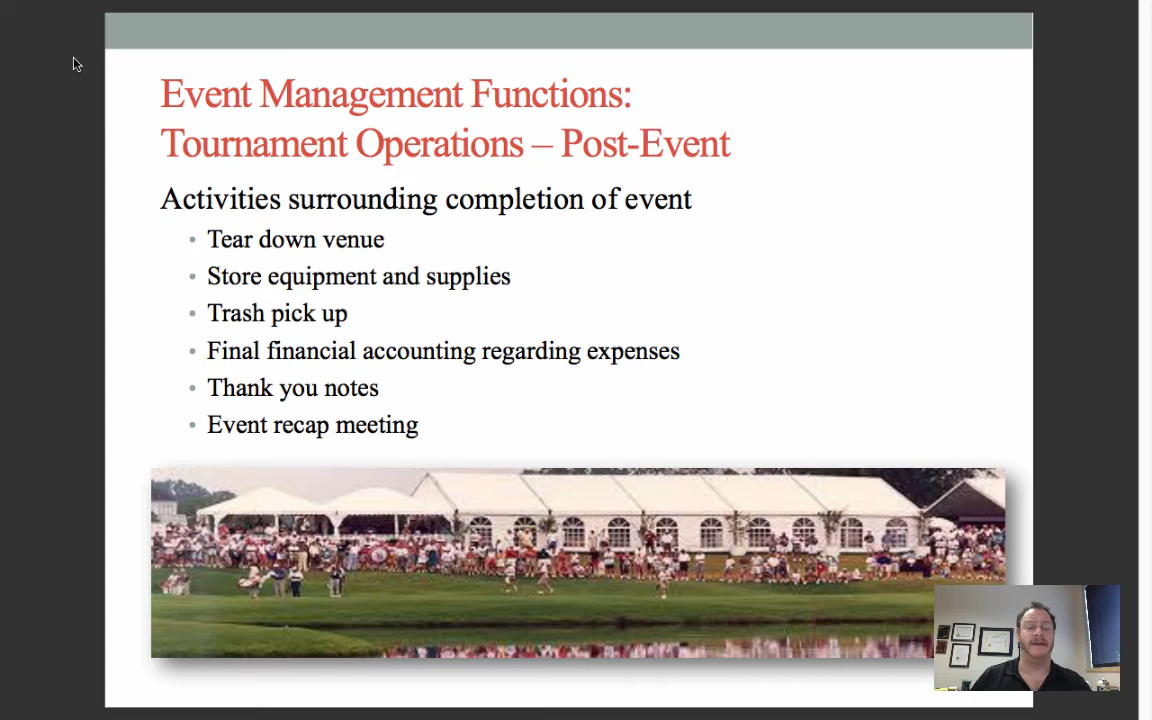 Event Management Functions:
Tournament Operations – Post-Event
Activities surrounding completion of event
• Tear down venue
• Store equipment and supplies
• Trash pick up
• Final financial accounting regarding expenses
• Thank you notes
• Event recap meeting